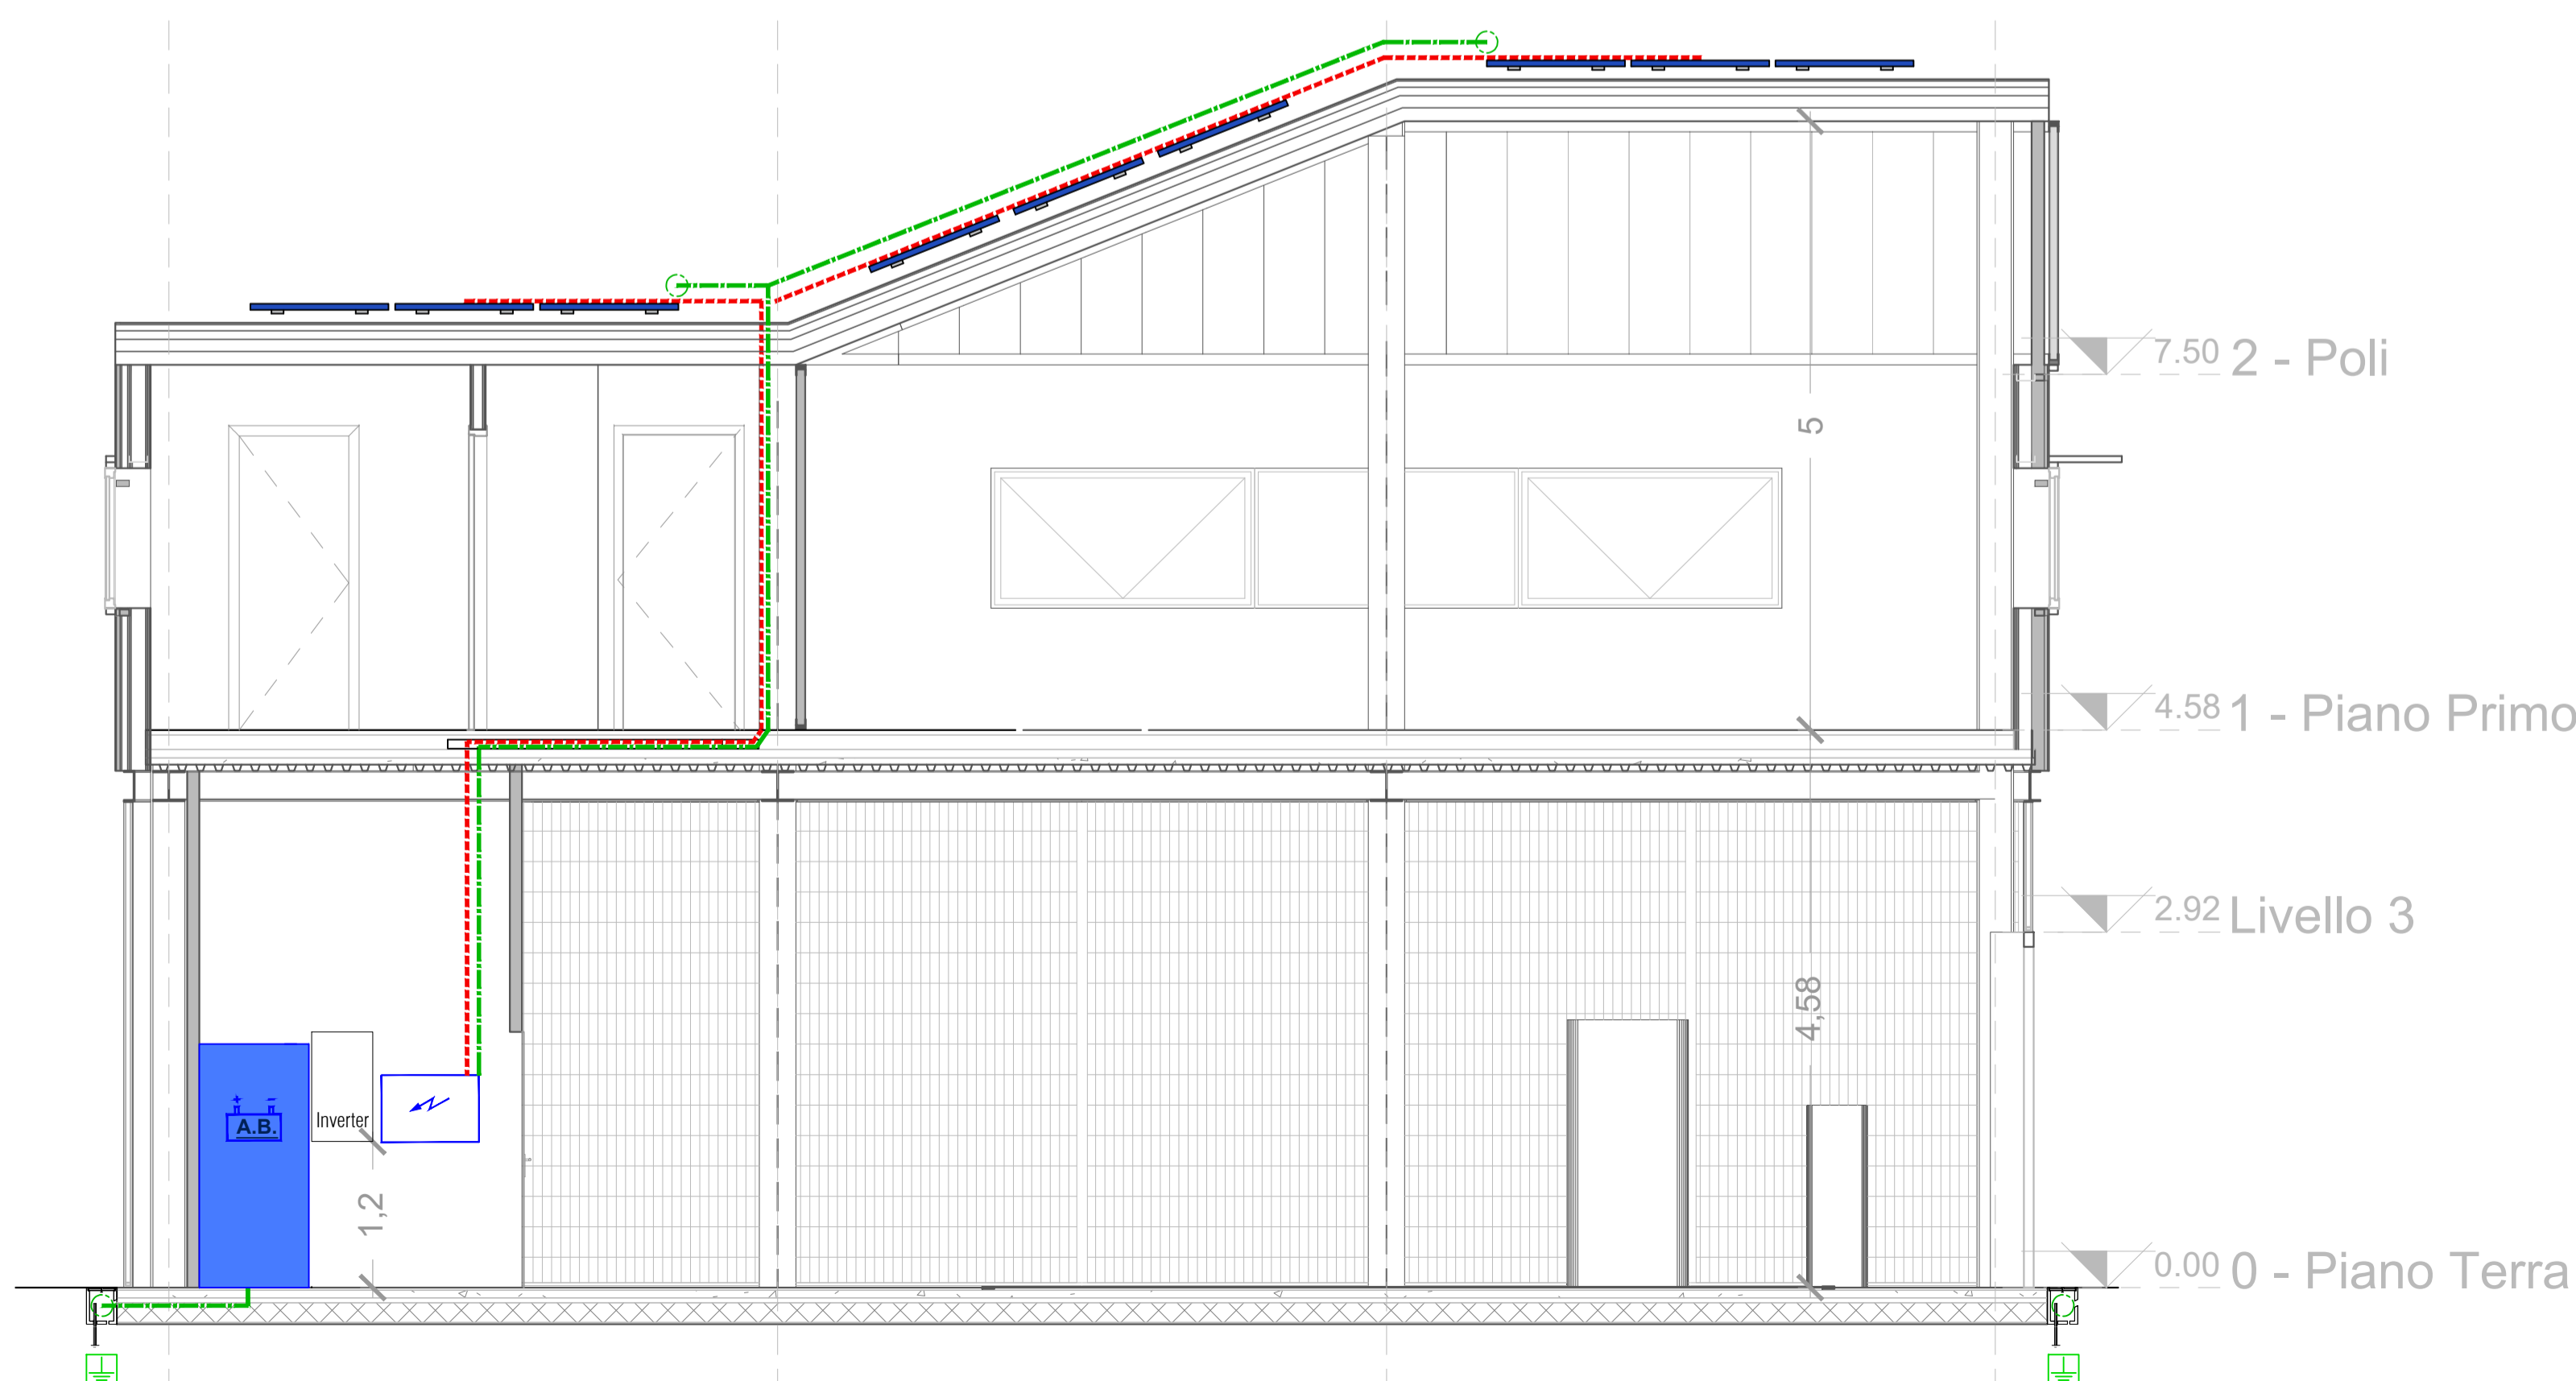 7.50 2 - Poli
5
4.58 1 - Piano Primo
2.92 Livello 3
4,58
+ -
A.B.
Inverter
1,2
0.00 0 - Piano Terra